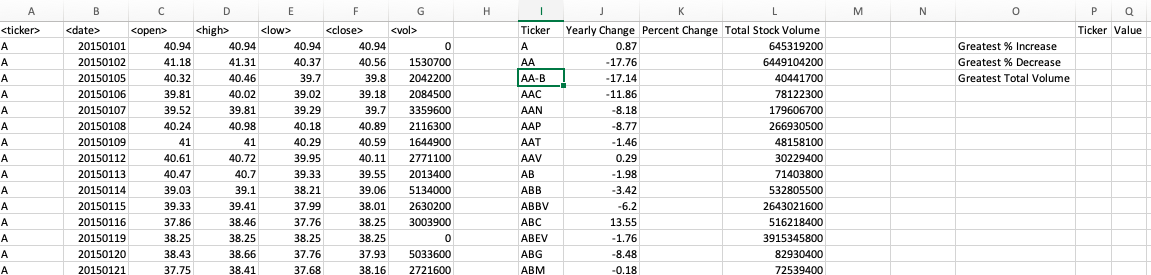 A B C D E F G H I J K L M N O P Q
<ticker> <date> <open> <high> <low> <close> <vol> Ticker Yearly Change Percent Change Total Stock Volume Ticker Value
A 20150101 40.94 40.94 40.94 40.94 0 A 0.87 645319200 Greatest % Increase
A 20150102 41.18 41.31 40.37 40.56 1530700 AA -17.76 6449104200 Greatest % Decrease
A 20150105 40.32 40.46 39.7 39.8 2042200 AA-B -17.14 40441700 Greatest Total Volume
A 20150106 39.81 40.02 39.02 39.18 2084500 AAC -11.86 78122300
A 20150107 39.52 39.81 39.29 39.7 3359600 AAN -8.18 179606700
A 20150108 40.24 40.98 40.18 40.89 2116300 AAP -8.77 266930500
A 20150109 41 41 40.29 40.59 1644900 AAT -1.46 48158100
A 20150112 40.61 40.72 39.95 40.11 2771100 AAV 0.29 30229400
A 20150113 40.47 40.7 39.33 39.55 2013400 AB -1.98 71403800
A 20150114 39.03 39.1 38.21 39.06 5134000 ABB -3.42 532805500
A 20150115 39.33 39.41 37.99 38.01 2630200 ABBV -6.2 2643021600
A 20150116 37.86 38.46 37.76 38.25 3003900 ABC 13.55 516218400
A 20150119 38.25 38.25 38.25 38.25 0 ABEV -1.76 3915345800
A 20150120 38.43 38.66 37.76 37.93 5033600 ABG -8.48 82930400
A 20150121 37.75 38.41 37.68 38.16 2721600 ABM -0.18 72539400